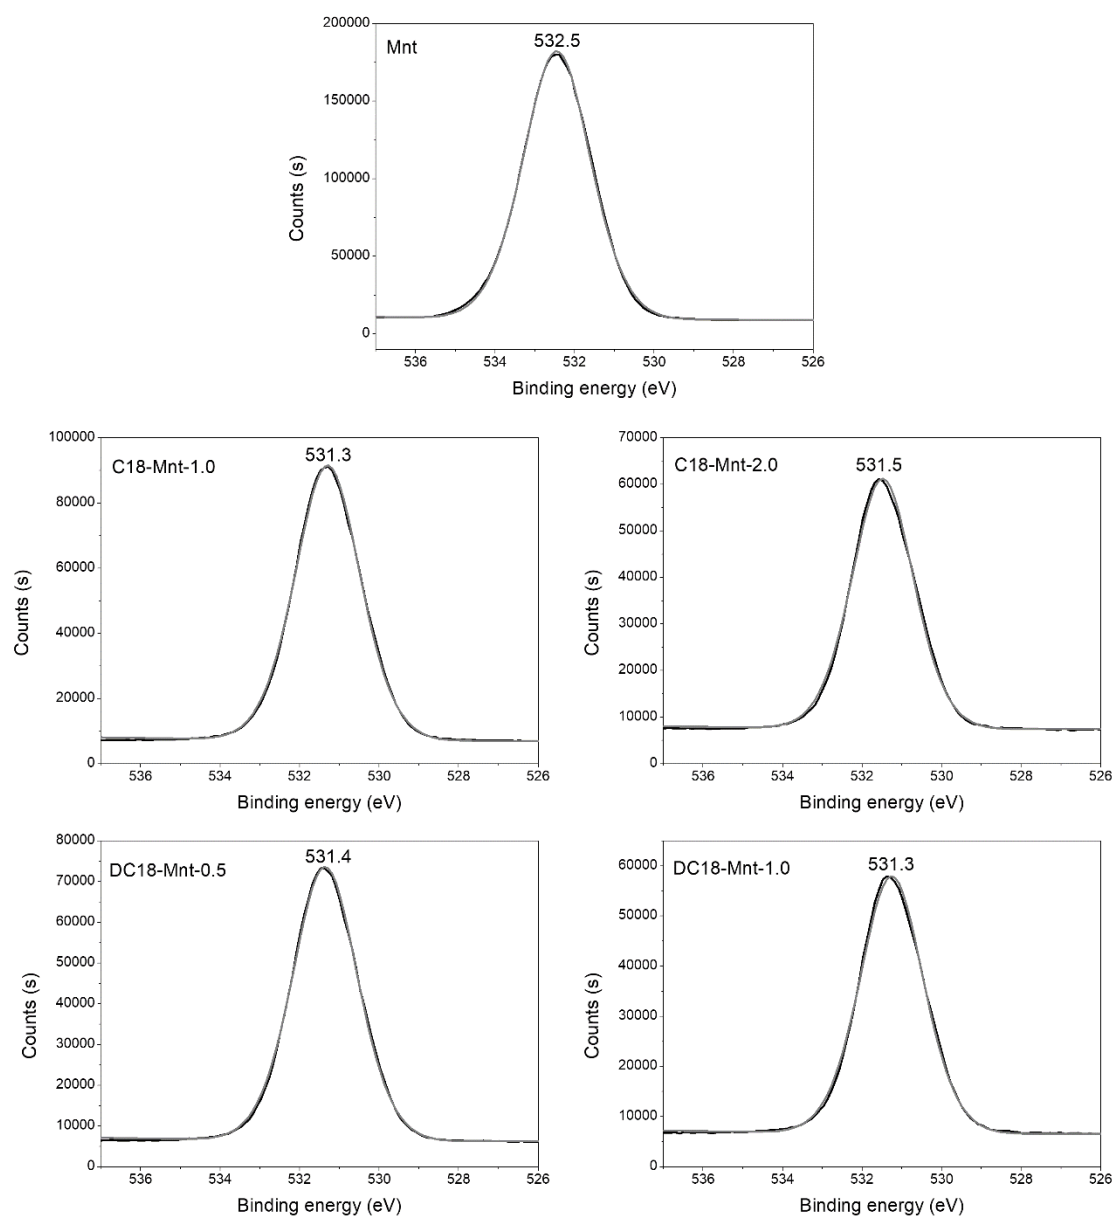 Mnt
532.5
200000
150000
100000
50000
0
Counts (s)
536 534 532 530 528 526
Binding energy (eV)
C18-Mnt-1.0
531.3
100000
80000
60000
40000
20000
0
Counts (s)
536 534 532 530 528 526
Binding energy (eV)
C18-Mnt-2.0
531.5
70000
60000
50000
40000
30000
20000
10000
0
Counts (s)
536 534 532 530 528 526
Binding energy (eV)
DC18-Mnt-0.5
531.4
80000
70000
60000
50000
40000
30000
20000
10000
0
Counts (s)
536 534 532 530 528 526
Binding energy (eV)
DC18-Mnt-1.0
531.3
60000
50000
40000
30000
20000
10000
0
Counts (s)
536 534 532 530 528 526
Binding energy (eV)